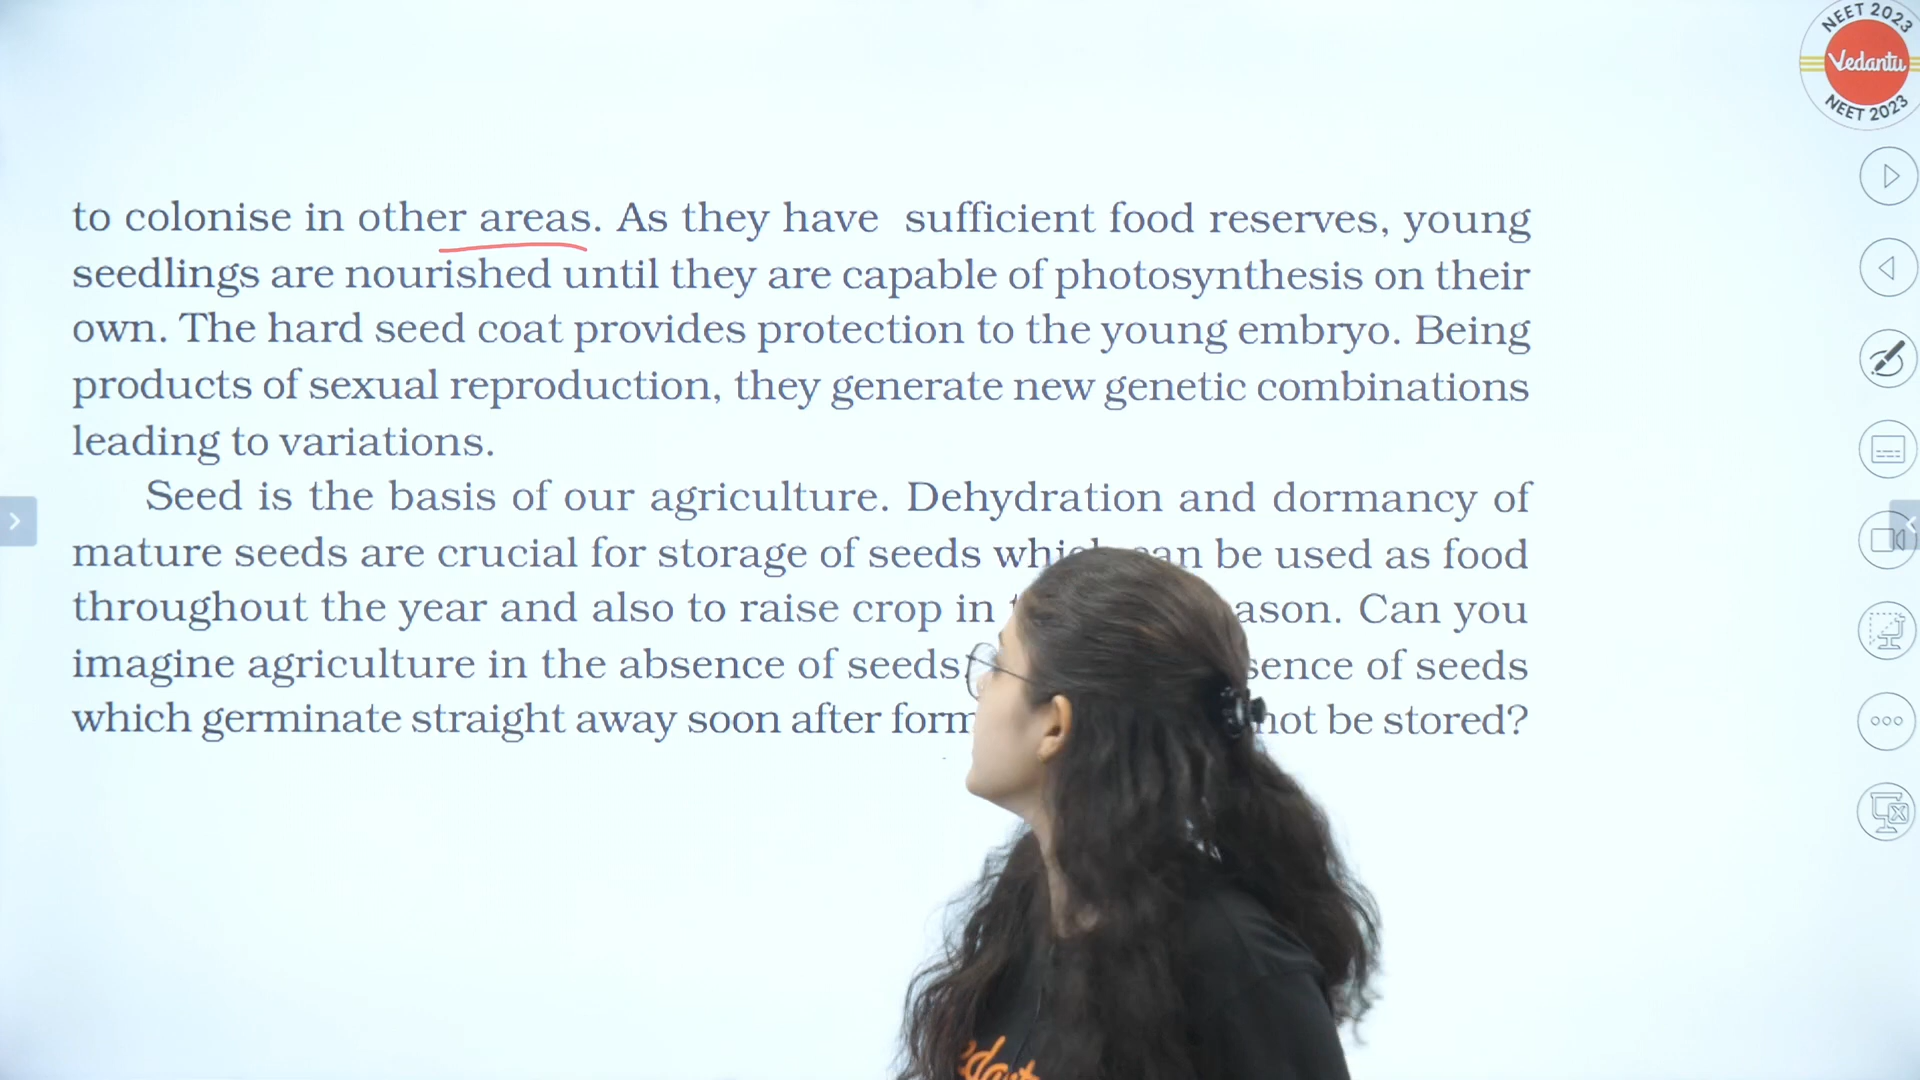 NEET 2023
Vedantu
NEET 2023
to colonise in other areas. As they have sufficient food reserves, young
seedlings are nourished until they are capable of photosynthesis on their
own. The hard seed coat provides protection to the young embryo. Being
products of sexual reproduction, they generate new genetic combinations
leading to variations.
Seed is the basis of our agriculture. Dehydration and dormancy of
mature seeds are crucial for storage of seeds which can be used as food
throughout the year and also to raise crop in ason. Can you
imagine agriculture in the absence of seeds sence of seeds
which germinate straight away soon after form not be stored?